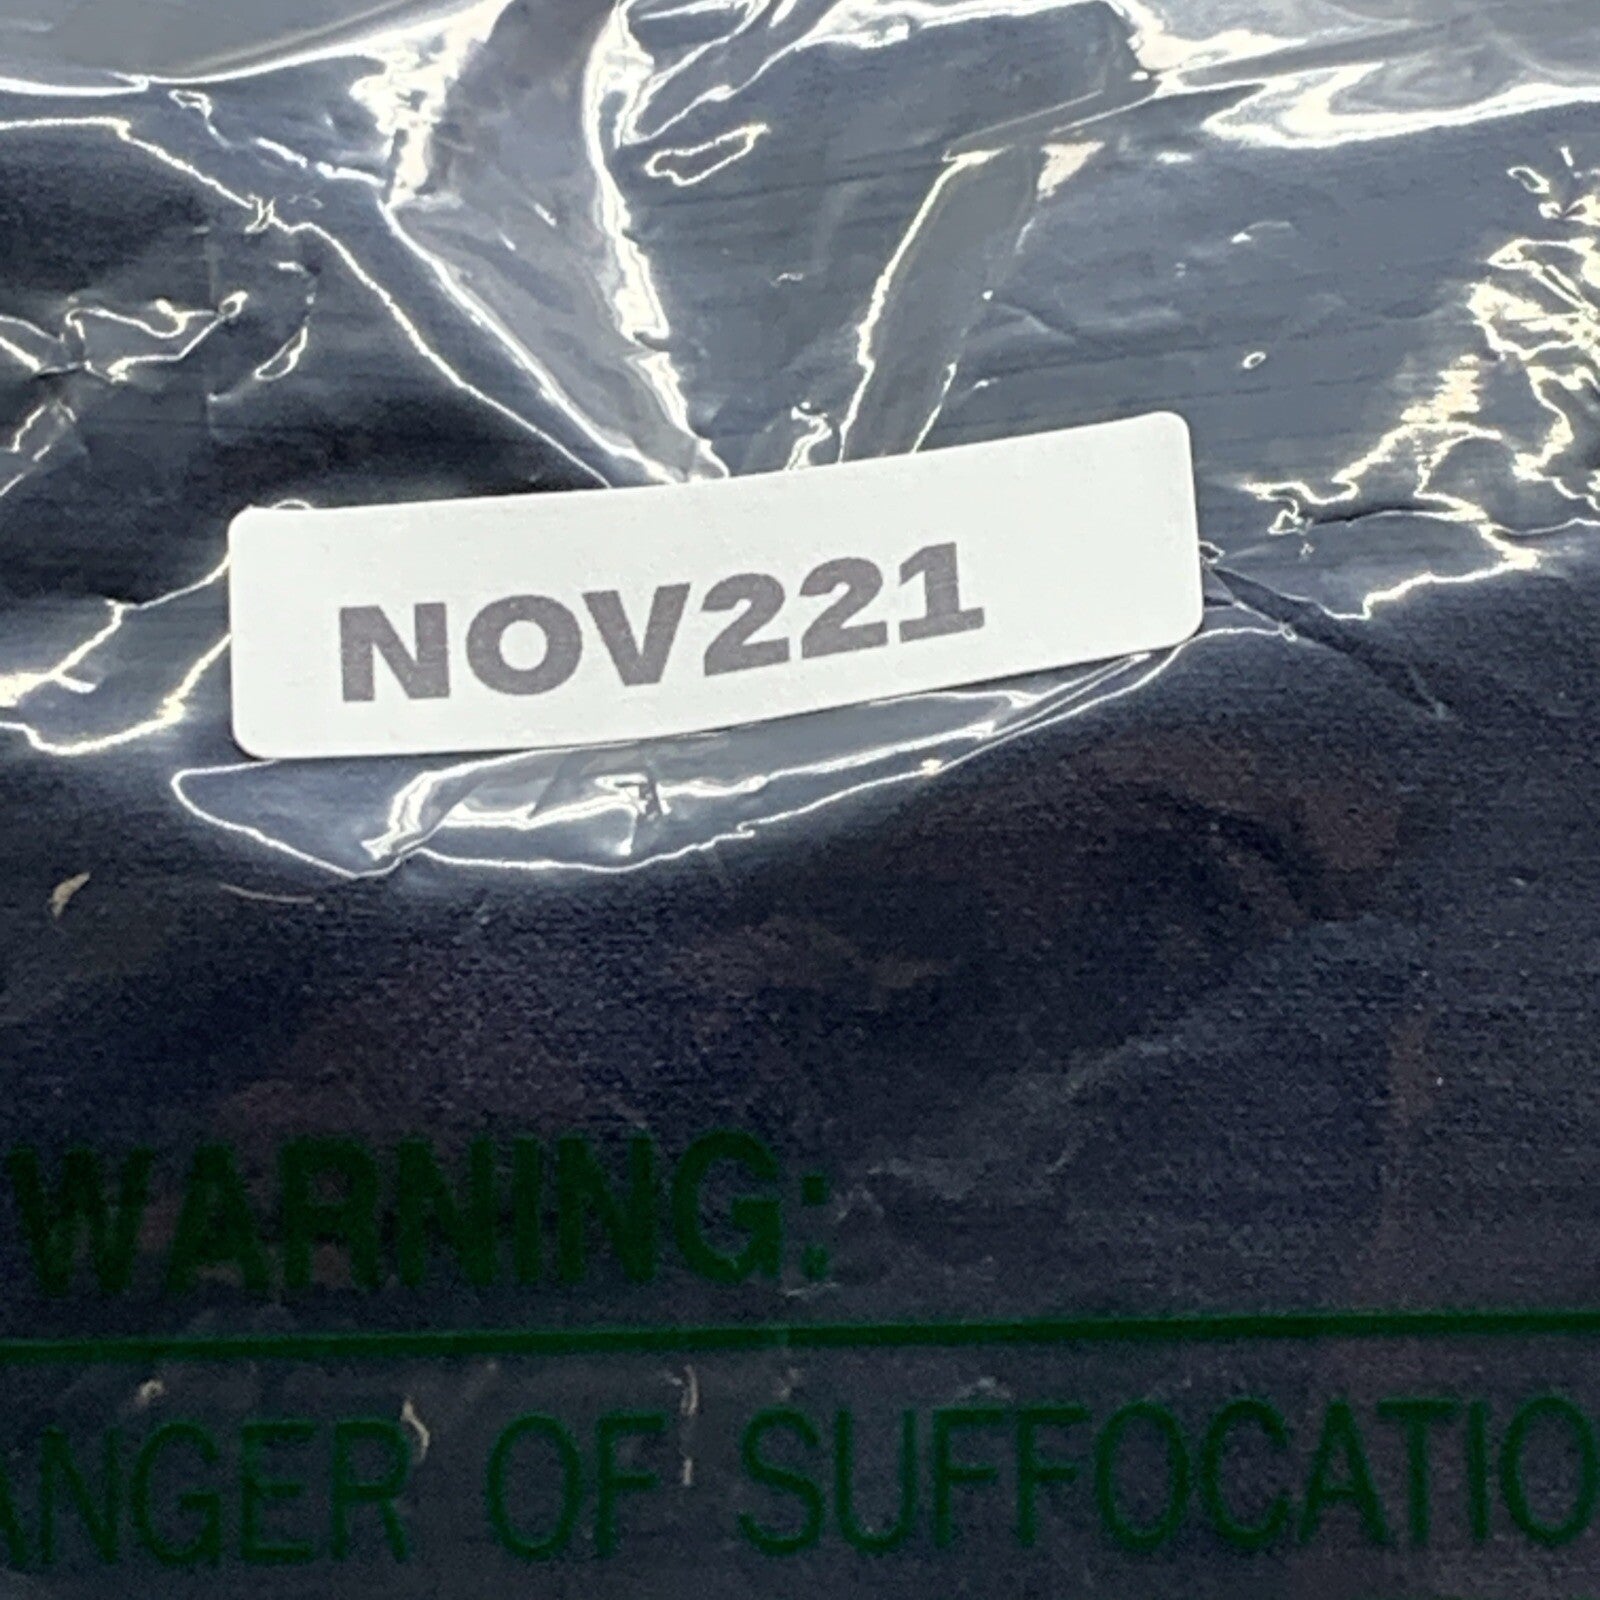 NOV221
WARNING:
ANGER OF SUFFOCATIO